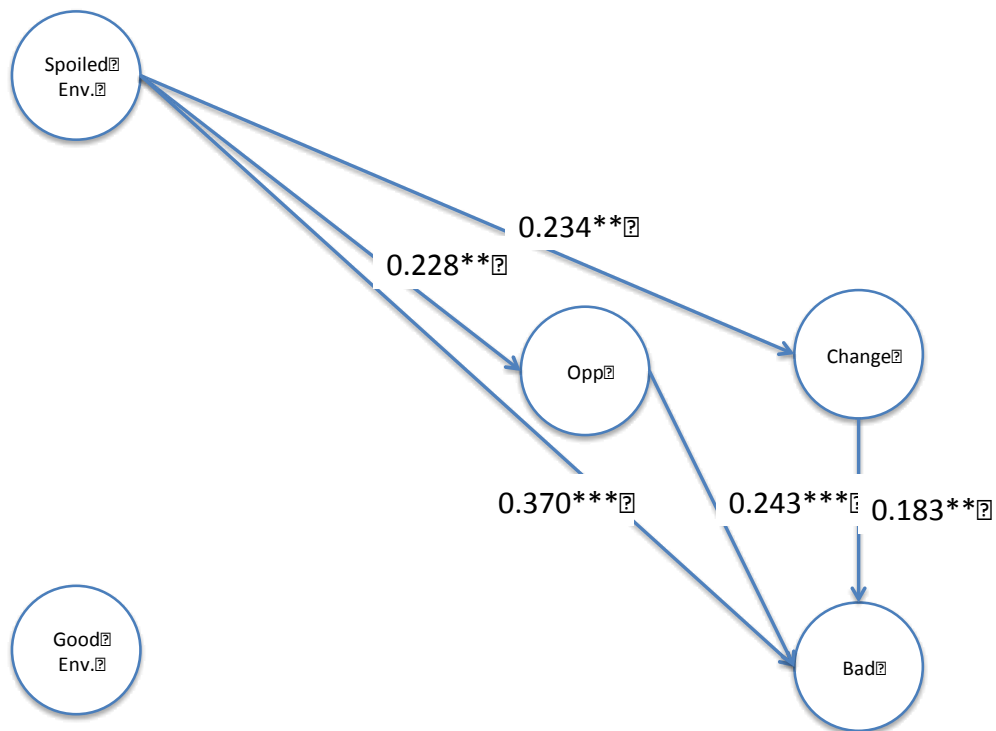 Spoiled⍰
Env.⍰
0.234**⍰
0.228**⍰
Opp⍰
Change⍰
0.370***⍰
0.243***⍰
0.183**⍰
Good⍰
Env.⍰
Bad⍰